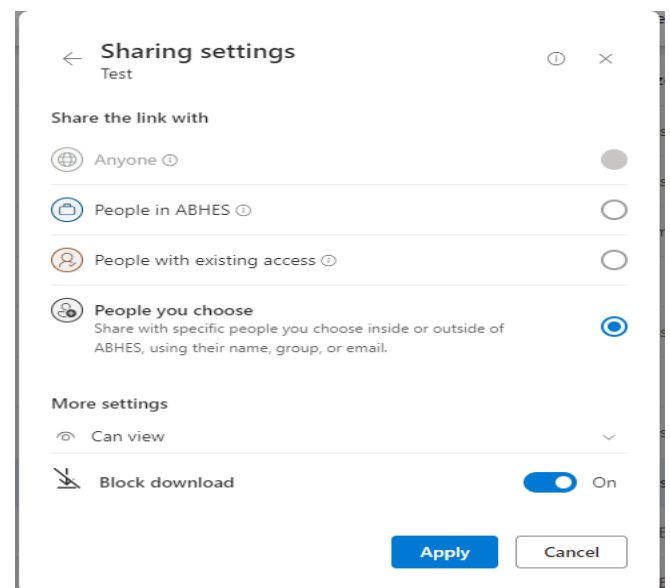 Sharing settings
Test
Share the link with
Anyone
People in ABHES
People with existing access
People you choose
Share with specific people you choose inside or outside of
ABHES, using their name, group, or email.
More settings
Can view
Block download
On
Apply
Cancel